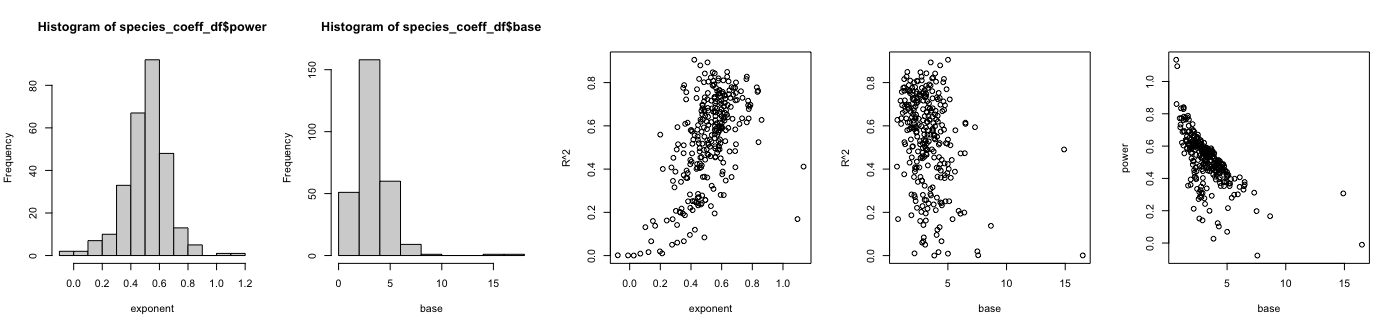 Histogram of species_coeff_df$power
Frequency
0 20 40 60 80
0.0 0.2 0.4 0.6 0.8 1.0 1.2
exponent
Histogram of species_coeff_df$base
Frequency
0 50 100 150
0 5 10 15
base
R^2
0.0 0.2 0.4 0.6 0.8
0.0 0.2 0.4 0.6 0.8 1.0
exponent
R^2
0.0 0.2 0.4 0.6 0.8
5 10 15
base
power
0.0 0.2 0.4 0.6 0.8 1.0
5 10 15
base